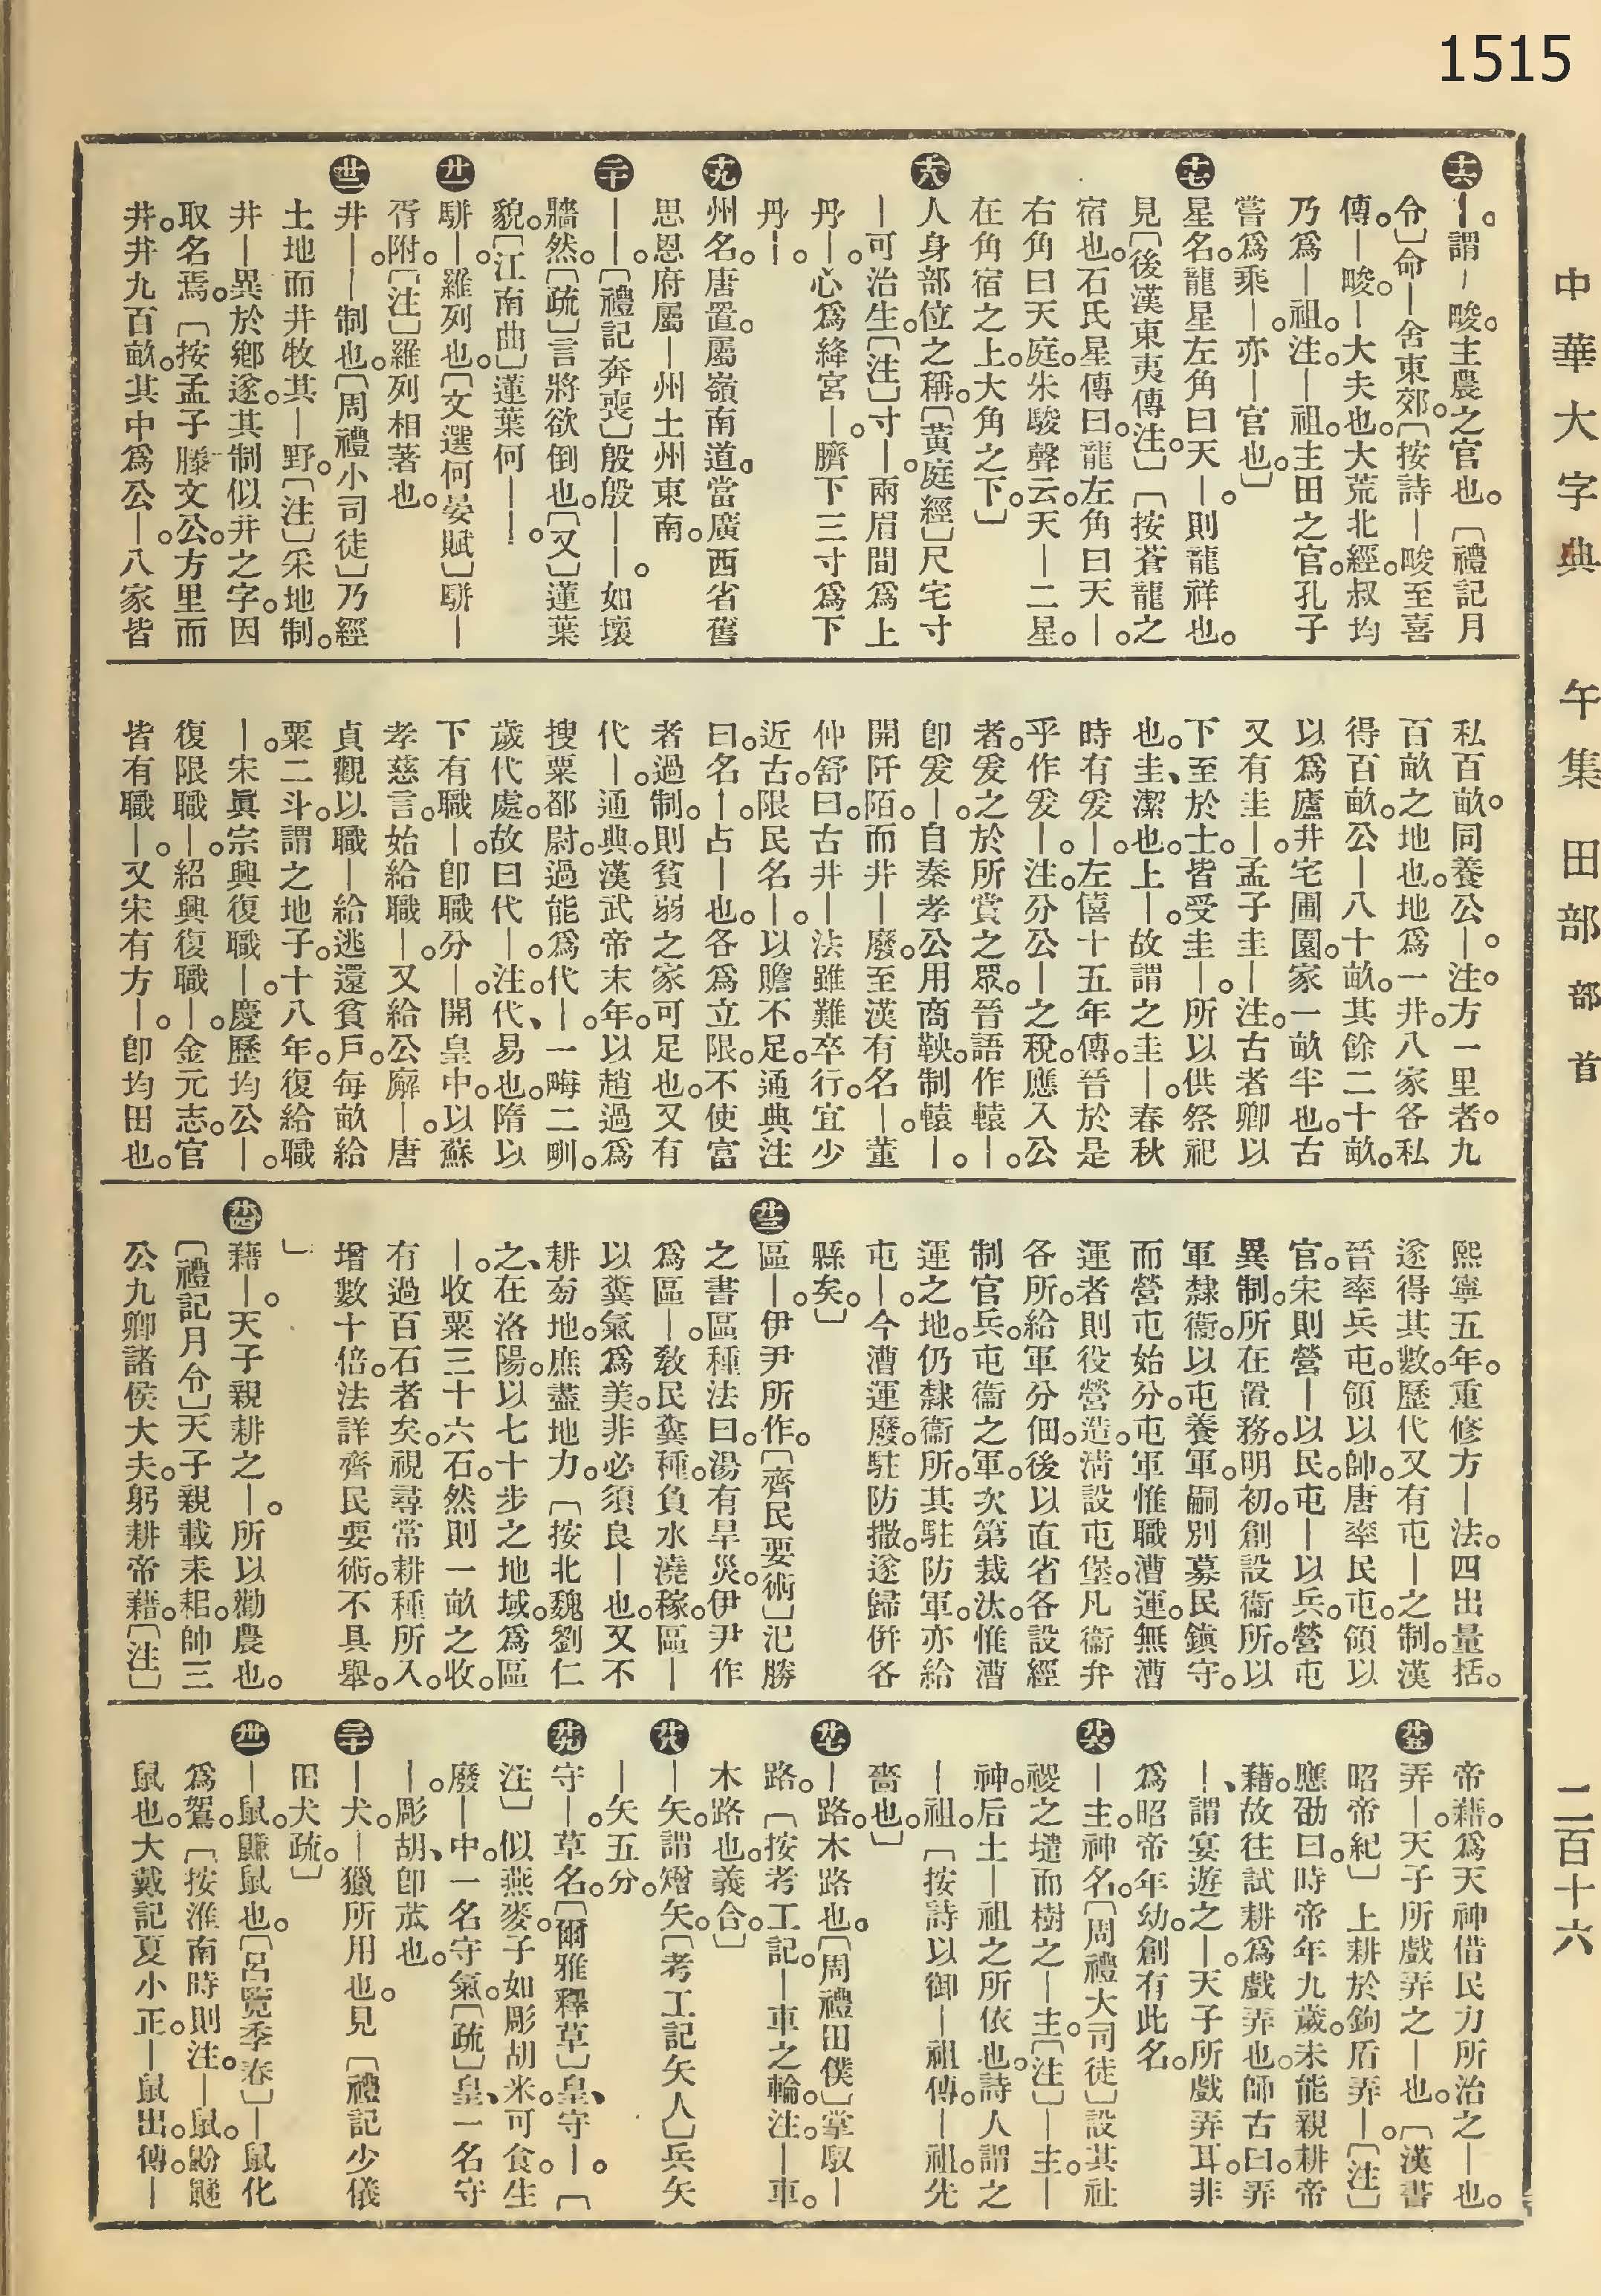 1515
中華大字典　午集　田部　部首　二百十六
⼗六｜。謂｜畯。主農之官也。〔禮記月
令〕命｜舍東郊。〔按詩｜畯至喜
傳。｜畯。｜大夫也。大荒北經。叔均
乃爲｜祖。注。｜祖。主田之官。孔子
嘗爲乘｜。亦｜官也。〕
十七星名。龍星左角曰天｜。則龍祥也。
見〔後漢東夷傳注。〕〔按蒼龍之
宿也。石氏星傳曰。龍左角曰天｜。
右角曰天庭。朱駿聲云。天｜二星。
在角宿之上。大角之下。〕
十八人身部位之稱。〔黃庭經〕尺宅寸
｜可治生。〔注〕寸｜。兩眉間爲上
丹｜。心爲絳宮｜。臍下三寸爲下
丹｜。
十九州名。唐置。屬嶺南道。當廣西省舊
思恩府屬｜州土州東南。
二十｜｜。〔禮記奔喪〕殷殷｜｜。如壞
牆然。〔疏〕言將欲倒也。〔又〕蓮葉
貌。〔江南曲〕蓮葉何｜｜。
廿一駢｜。羅列也。〔文選何晏賦〕駢｜
胥附。〔注〕羅列相著也。
廿二井｜。｜制也。〔周禮小司徒〕乃經
土地而井牧其｜野。〔注〕采地制。
井｜異於鄉遂。其制似井之字。因
取名焉。〔按孟子滕文公。方里而
井。井九百畝。其中爲公｜。八家皆
私百畝。同養公｜。注。方一里者。九
百畝之地也。地爲一井。八家各私
得百畝。公｜八十畝。其餘二十畝。
以爲廬井宅圃園。家一畝半也。古
又有圭｜。孟子圭｜注。古者卿以
下至於士。皆受圭｜。所以供祭祀
也。圭、潔也。上｜。故謂之圭｜。春秋
時有爰｜。左僖十五年傳。晉於是
乎作爰｜。注。分公｜之稅。應入公
者。爰之於所賞之眾。晉語作轅｜。
卽爰｜。自秦孝公用商鞅。制轅｜。
開阡陌。而井｜廢。至漢有名｜。董
仲舒曰。古井｜法雖難卒行。宜少
近古。限民名｜。以贍不足。通典注
曰。名｜。占｜也。各爲立限。不使富
者過制。則貧弱之家可足也。又有
代｜。通典。漢武帝末年。以趙過爲
搜粟都尉。過能爲代｜。一畮二甽。
歲代處。故曰代｜。注。代、易也。隋以
下有職｜。卽職分｜。開皇中。以蘇
孝慈言。始給職｜。又給公廨｜。唐
貞觀以職｜給逃還貧戶。每畝給
粟二斗。謂之地子。十八年。復給職
｜。宋眞宗興復職｜。慶歷均公｜。
復限職｜。紹興復職｜。金元志。官
皆有職｜。又宋有方｜。卽均田也。
熙寧五年。重修方｜法。四出量括。
遂得其數。歷代又有屯｜之制。漢
晉率兵屯。領以帥。唐率民屯。領以
官。宋則營｜以民。屯｜以兵。營屯
異制。所在置務。明初。創設衞所。以
軍隸衞。以屯養軍。嗣別募民鎭守。
而營屯始分。屯軍惟職漕運。無漕
運者則役營造。淸設屯堡。凡衞弁
各所。給軍分佃。後以直省各設經
制官兵。屯衞之軍。次第裁汰。惟漕
運之地。仍隸衞所。其駐防軍。亦給
屯｜。今漕運廢。駐防撤。遂歸併各
縣矣。〕
廿三區｜。伊尹所作。〔齊民要術〕氾勝
之書區種法曰。湯有旱災。伊尹作
爲區｜。敎民糞種。負水澆稼。區｜
以糞氣爲美。非必須良｜也。又不
耕菊地。庶盡地力。〔按北魏劉仁
之、在洛陽。以七十步之地域。爲區
｜。收粟三十六石。然則一畝之收。
有過百石者矣。視尋常耕種所入。
增數十倍。法詳齊民要術。不具舉。
〕
廿四藉｜。天子親耕之｜。所以勸農也。
〔禮記月令〕天子親載耒耜。帥三
公九卿諸侯大夫。躬耕帝藉。〔注〕
帝藉。爲天神借民力所治之｜也。
廿五弄｜。天子所戲弄之｜也。〔漢書
昭帝紀〕上耕於鉤盾弄｜。〔注〕
應劭曰。時帝年九歲。未能親耕帝
藉。故往試耕爲戲弄也。師古曰。弄
｜、謂宴遊之｜。天子所戲弄耳。非
爲昭帝年幼。創有此名。
廿六｜主。神名。〔周禮大司徒〕設其社
稷之壝而樹之｜主。〔注〕｜主。｜
神。后土｜祖之所依也。詩人謂之
｜祖。〔按詩以御｜祖傳。｜祖。先
嗇也。〕
廿七｜路。木路也。〔周禮田僕〕掌馭｜
路。〔按考工記。｜車之輪。注。｜車。
木路也。義合。〕
廿八｜矢。謂矰矢。〔考工記矢人〕兵矢
｜矢五分。
廿九守｜。草名。〔爾雅釋草〕皇、守｜。〔
注〕似燕麥。子如彫胡米。可食。生
廢｜中。一名守氣。〔疏〕皇、一名守
｜。彫胡、卽苽也。
三十｜犬。｜獵所用也。見〔禮記少儀
田犬疏。〕
卅一｜鼠。鼸鼠也。〔呂覽季春〕｜鼠化
爲鴽。〔按淮南時則注。｜鼠。鼢鼶
鼠也。大戴記夏小正。｜鼠出。傳。｜